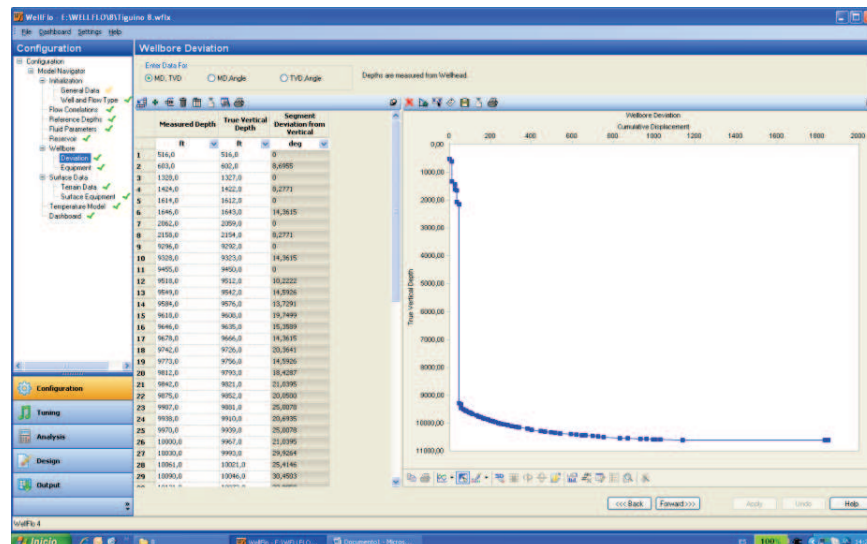 WellFlo - E:\WELLFLO\8\Tiguino 8.wflx
File Dashboard Settings Help
Configuration
Wellbore Deviation
Configuration
Model Navigator
Initialization
General Data
Well and Flow Type
Flow Correlations
Reference Depths
Fluid Parameters
Reservoir
Wellbore
Deviation
Equipment
Surface Data
Terrain Data
Surface Equipment
Temperature Model
Dashboard
Enter Data For
MD, TVD MD,Angle TVD,Angle
Depths are measured from Wellhead.
Measured Depth True Vertical Depth Segment Deviation from Vertical
ft ft deg
1 516,0 516,0 0
2 603,0 602,0 8,6955
3 1328,0 1327,0 0
4 1424,0 1422,0 8,2771
5 1614,0 1612,0 0
6 1646,0 1643,0 14,3615
7 2062,0 2059,0 0
8 2158,0 2154,0 8,2771
9 9296,0 9292,0 0
10 9328,0 9323,0 14,3615
11 9455,0 9450,0 0
12 9518,0 9512,0 10,2222
13 9549,0 9542,0 14,5926
14 9584,0 9576,0 13,7291
15 9618,0 9608,0 19,7499
16 9646,0 9635,0 15,3589
17 9678,0 9666,0 14,3615
18 9742,0 9726,0 20,3641
19 9773,0 9756,0 14,5926
20 9812,0 9793,0 18,4287
21 9842,0 9821,0 21,0395
22 9875,0 9852,0 20,0500
23 9907,0 9881,0 25,0078
24 9938,0 9910,0 20,6935
25 9970,0 9939,0 25,0078
26 10000,0 9967,0 21,0395
27 10030,0 9993,0 29,9264
28 10061,0 10021,0 25,4146
29 10090,0 10046,0 30,4503
Wellbore Deviation
Cumulative Displacement
0 200 400 600 800 1000 1200 1400 1600 1800 2000
0,00
1000,00
2000,00
3000,00
4000,00
5000,00
6000,00
7000,00
8000,00
9000,00
10000,00
11000,00
True Vertical Depth
Configuration
Tuning
Analysis
Design
Output
<<< Back Forward >>> Apply Undo Help
WellFlo 4
Inicio
WellFlo - E:\WELLFLO...
Documento1 - Micros...
ES 100%